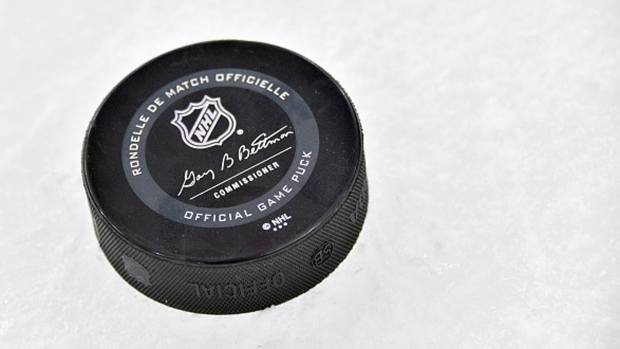 RONDELLE DE MATCH OFFICIELLE
NHL
Gary B Bettman
COMMISSIONER
OFFICIAL GAME PUCK
© NHL
OFFICIAL